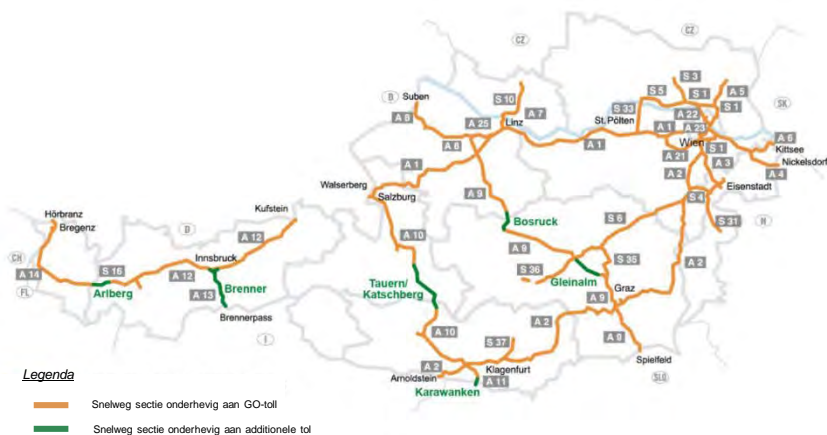 CZ
CZ
S 3
S 10
S 5
S 1
A 5
D
Suben
S 33
S 1
A 7
A 22
SK
A 8
A 25
Linz
St. Pölten
A 23
A 6
A 1
Wien
Kittsee
A 8
A 1
S 1
A 21
A 3
Nickelsdorf
A 1
A 2
A 4
Walserberg
Eisenstadt
Salzburg
A 9
S 4
Kufstein
Hörbranz
Bosruck
S 6
S 31
H
Bregenz
D
A 12
A 10
A 9
Innsbruck
S 35
CH
S 16
A 2
A 14
A 12
Tauern/
S 36
Gleinalm
FL
Brenner
Katschberg
Graz
Arlberg
A 13
A 9
Brennerpass
A 10
A 2
I
S 37
A 9
Legenda
A 2
Klagenfurt
Spielfeld
Arnoldstein
A 11
SLO
Karawanken
Snelweg sectie onderhevig aan GO-toll
Snelweg sectie onderhevig aan additionele tol